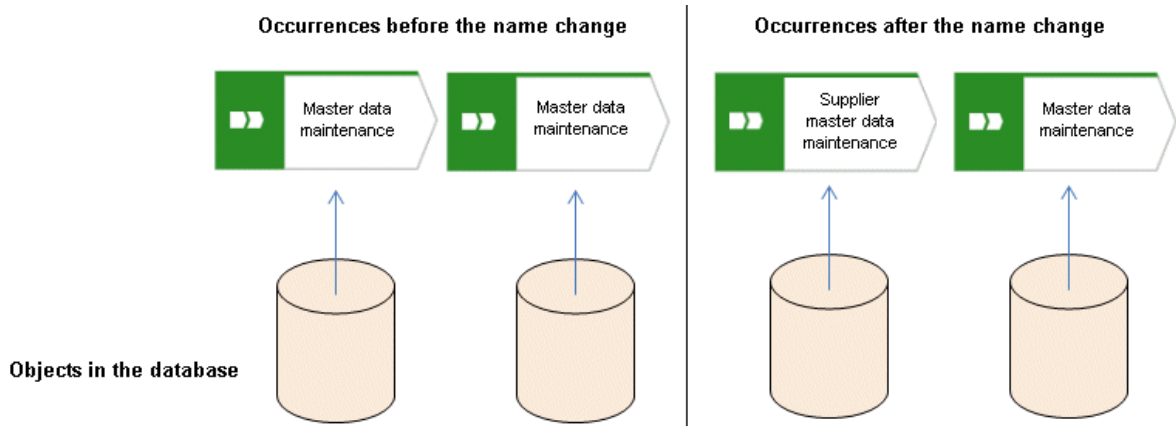 Occurrences before the name change
Occurrences after the name change
Master data
maintenance
Master data
maintenance
Supplier
master data
maintenance
Master data
maintenance
Objects in the database